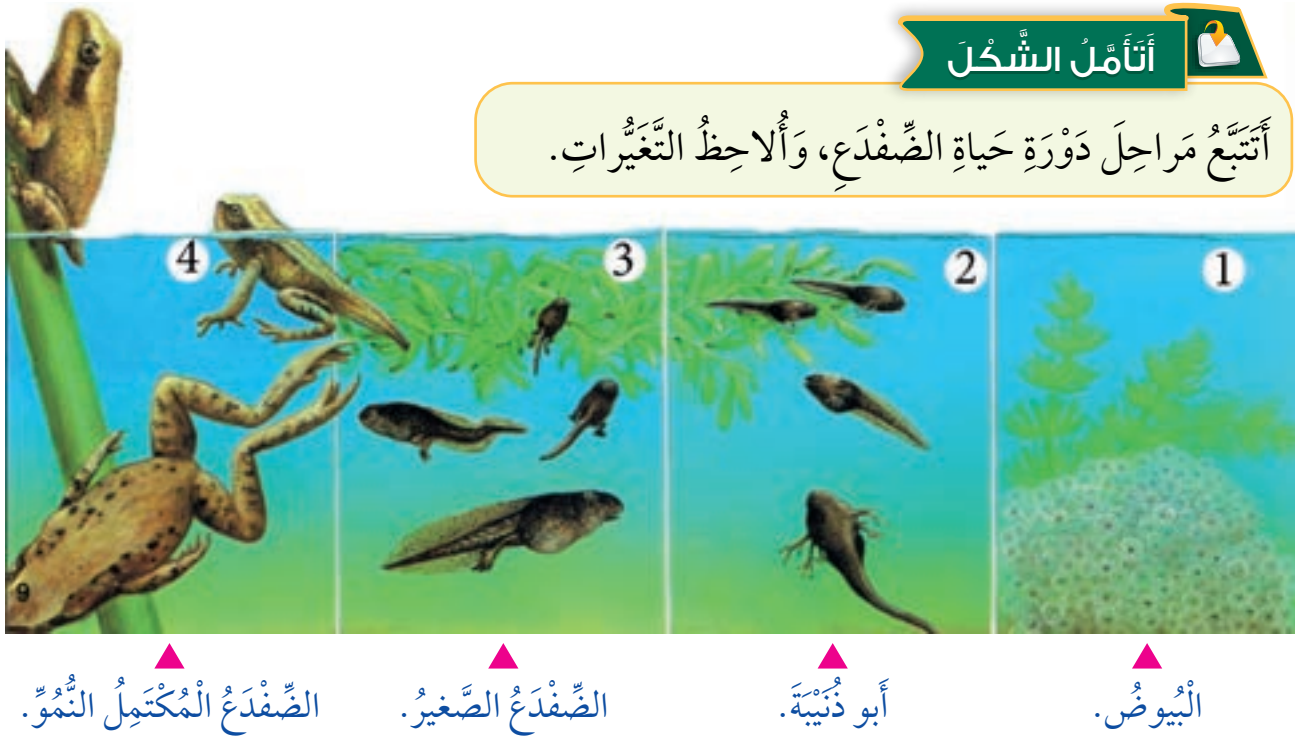 أَتَأَمَّلُ الشَّكْلَ
أَتَتَبَّعُ مَراحِلَ دَوْرَةِ حَياةِ الضِّفْدَعِ، وَأُلاحِظُ التَّغَيُّراتِ.
1
2
3
4
الْبُيوضُ.
أَبو ذُنَيْبَةَ.
الضِّفْدَعُ الصَّغيرُ.
الضِّفْدَعُ الْمُكْتَمِلُ النُّمُوِّ.